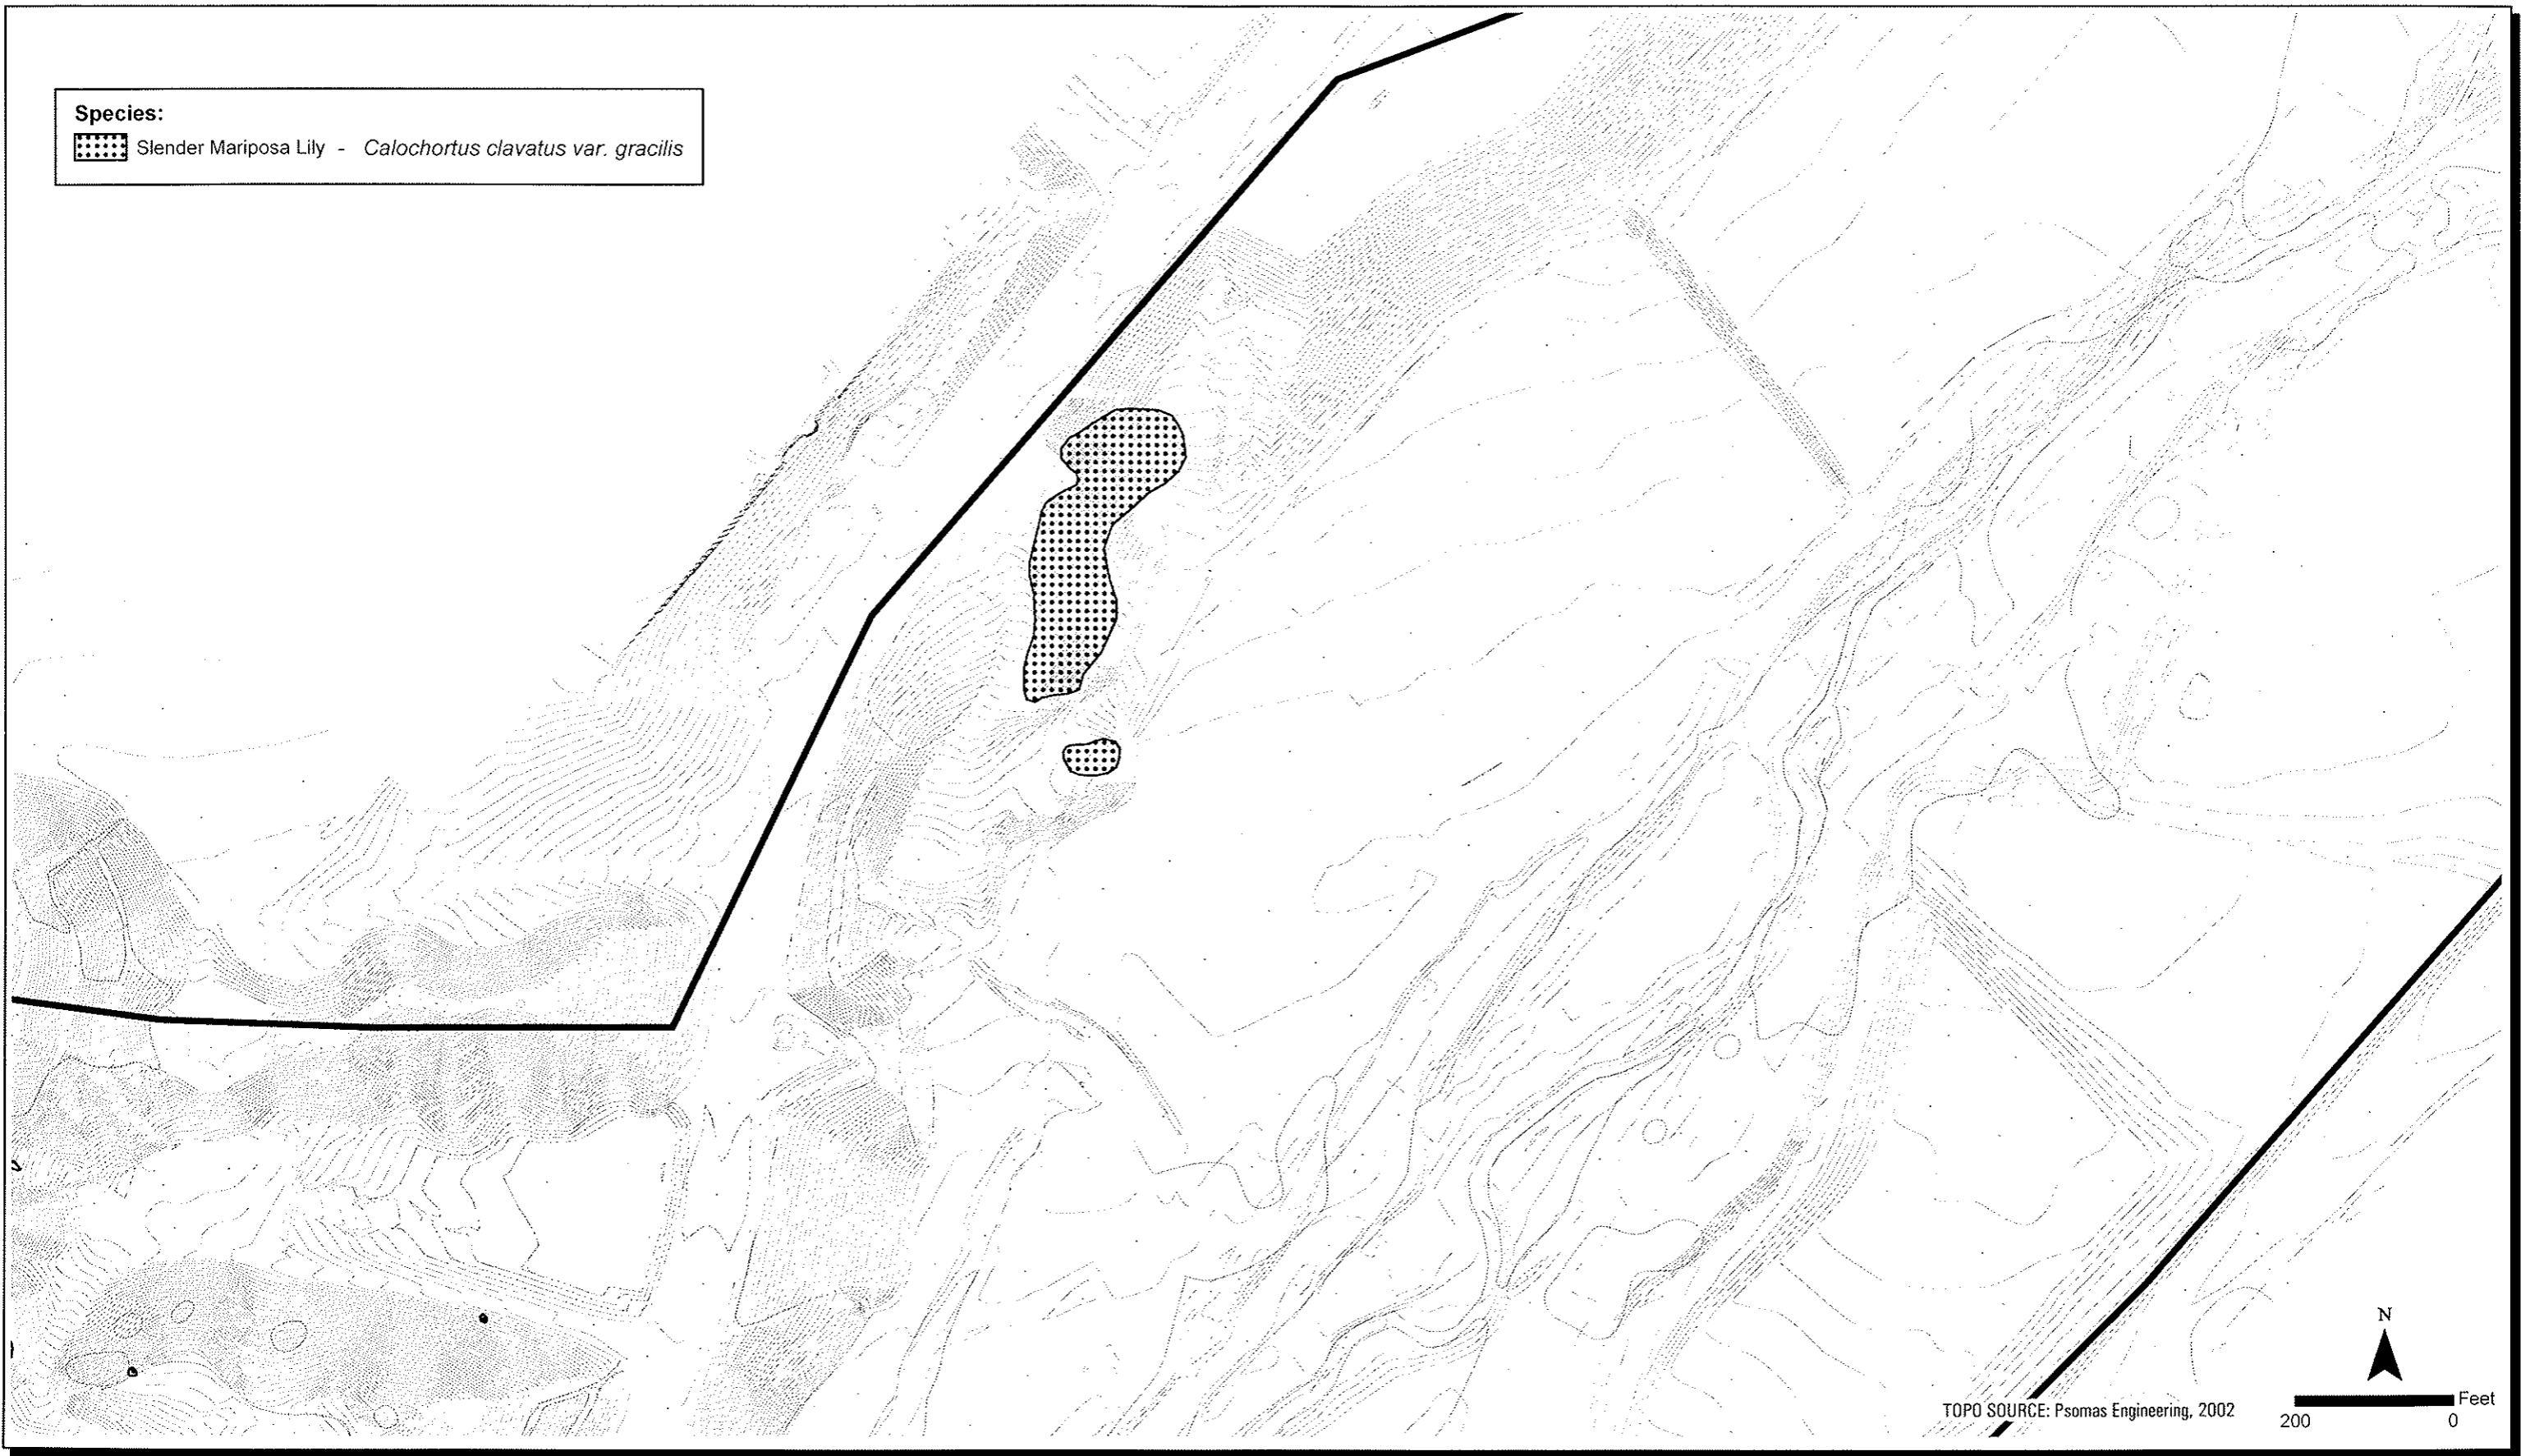 Species:
Slender Mariposa Lily - Calochortus clavatus var. gracilis
N
Feet
200 0
TOPO SOURCE: Psomas Engineering, 2002